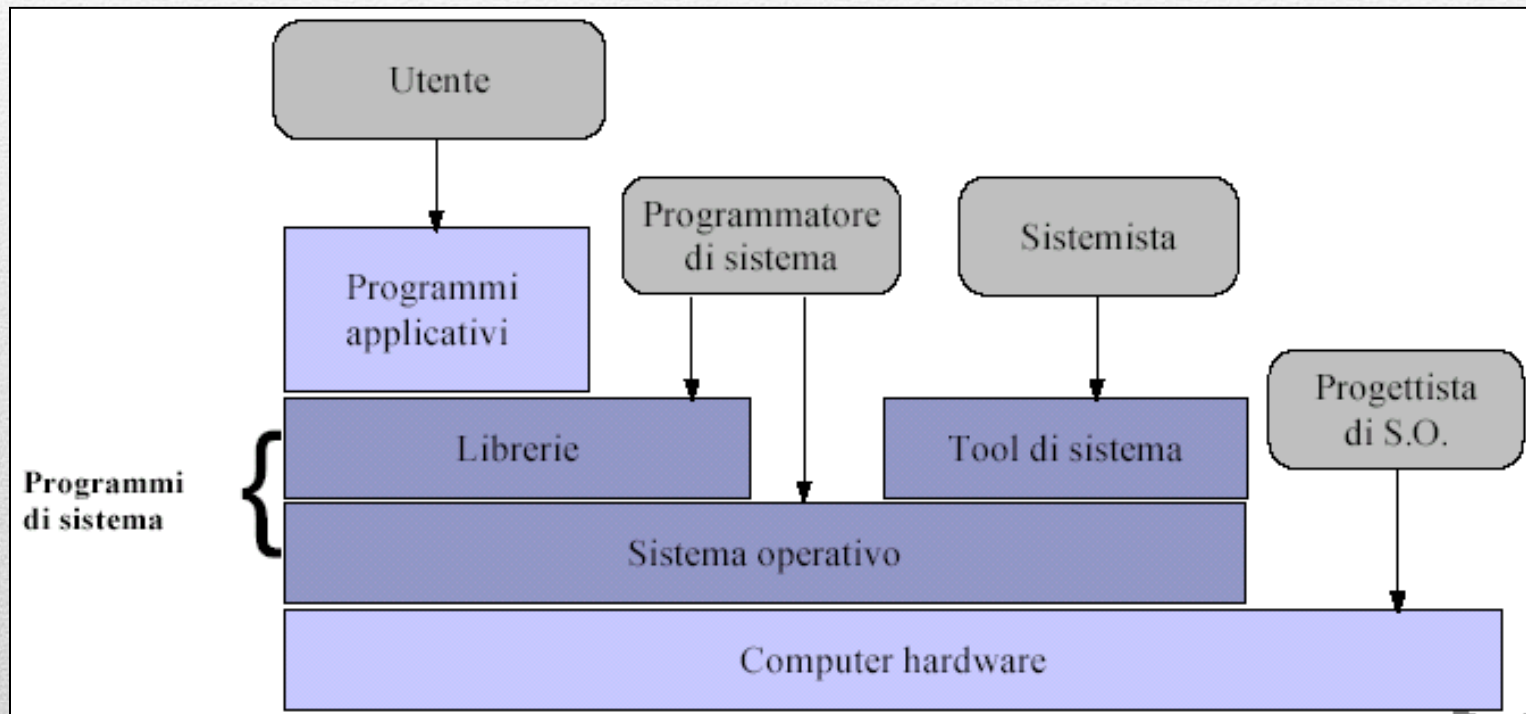 Utente
Programmatore
di sistema
Sistemista
Programmi
applicativi
Progettista
di S.O.
Librerie
Tool di sistema
Programmi
di sistema
Sistema operativo
Computer hardware